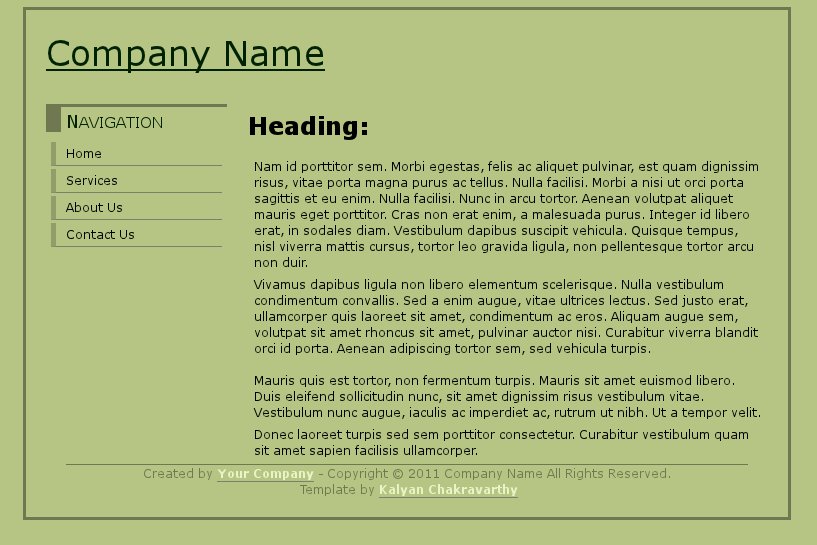 Company Name
Navigation
Home
Services
About Us
Contact Us
Heading:
Nam id porttitor sem. Morbi egestas, felis ac aliquet pulvinar, est quam dignissim
risus, vitae porta magna purus ac tellus. Nulla facilisi. Morbi a nisi ut orci porta
sagittis et eu enim. Nulla facilisi. Nunc in arcu tortor. Aenean volutpat aliquet
mauris eget porttitor. Cras non erat enim, a malesuada purus. Integer id libero
erat, in sodales diam. Vestibulum dapibus suscipit vehicula. Quisque tempus,
nisl viverra mattis cursus, tortor leo gravida ligula, non pellentesque tortor arcu
non duir.
Vivamus dapibus ligula non libero elementum scelerisque. Nulla vestibulum
condimentum convallis. Sed a enim augue, vitae ultrices lectus. Sed justo erat,
ullamcorper quis laoreet sit amet, condimentum ac eros. Aliquam augue sem,
volutpat sit amet rhoncus sit amet, pulvinar auctor nisi. Curabitur viverra blandit
orci id porta. Aenean adipiscing tortor sem, sed vehicula turpis.
Mauris quis est tortor, non fermentum turpis. Mauris sit amet euismod libero.
Duis eleifend sollicitudin nunc, sit amet dignissim risus vestibulum vitae.
Vestibulum nunc augue, iaculis ac imperdiet ac, rutrum ut nibh. Ut a tempor velit.
Donec laoreet turpis sed sem porttitor consectetur. Curabitur vestibulum quam
sit amet sapien facilisis ullamcorper.
Created by Your Company - Copyright © 2011 Company Name All Rights Reserved.
Template by Kalyan Chakravarthy